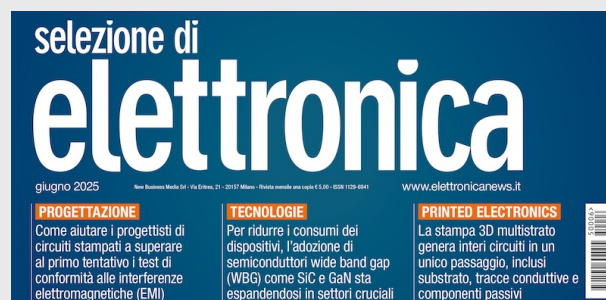 selezione di
elettronica
giugno 2025
New Business Media Srl - Via Eritrea, 21 - 20157 Milano - Rivista mensile una copia € 5,00 - ISSN 1129-6041
www.elettronicanews.it
PROGETTAZIONE
Come aiutare i progettisti di
circuiti stampati a superare
al primo tentativo i test di
conformità alle interferenze
elettromagnetiche (EMI)
TECNOLOGIE
Per ridurre i consumi dei
dispositivi, l'adozione di
semiconduttori wide band gap
(WBG) come SiC e GaN sta
espandendosi in settori cruciali
PRINTED ELECTRONICS
La stampa 3D multistrato
genera interi circuiti in un
unico passaggio, inclusi
substrato, tracce conduttive e
componenti passivi
50006>